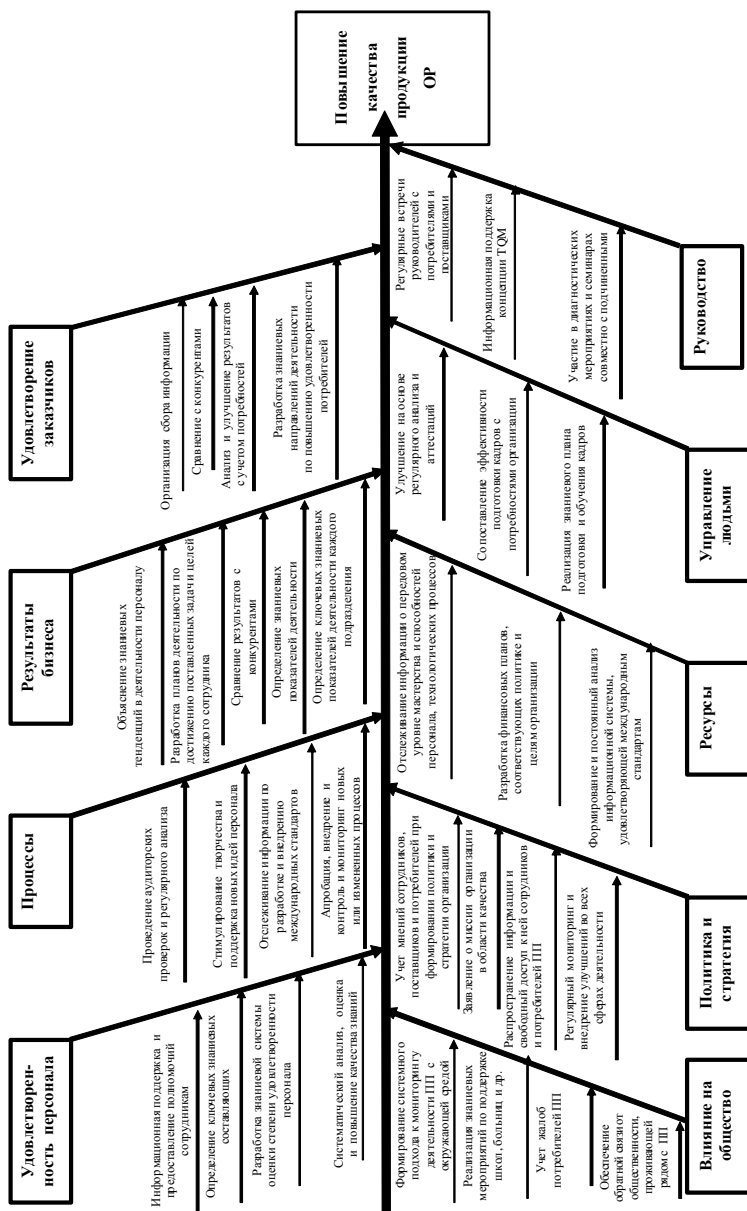 Удовлетворен-
ность персонала
Информационная поддержка и
предоставление полномочий
сотрудникам
Определение ключевых знаниевых
составляющих
Разработка знаниевой системы
оценки степени удовлетворенности
персонала
Систематический анализ, оценка
и повышение качества знаний
Процессы
Проведение аудиторских
проверок и регулярного анализа
Стимулирование творчества и
поддержка новых идей персонала
Отслеживание информации по
разработке и внедрению
международных стандартов
Апробация, внедрение и
контроль и мониторинг новых
или измененных процессов
Результаты
бизнеса
Объяснение знаниевых
тенденций в деятельности персоналу
Разработка планов деятельности по
достижению поставленных задач и целей
каждого сотрудника
Сравнение результатов с
конкурентами
Определение знаниевых
показателей деятельности
Определение ключевых знаниевых
показателей деятельности каждого
подразделения
Удовлетворение
заказчиков
Организация сбора информации
Сравнение с конкурентами
Анализ и улучшение результатов
с учетом потребностей
Разработка знаниевых
направлений деятельности
по повышению удовлетворенности
потребителей
Повышение
качества
продукции
ОР
Формирование системного
подхода к мониторингу
деятельности ПП с
окружающей средой
Реализация знаниевых
мероприятий по поддержке
школ, больниц и др.
Учет жалоб
потребителей ПП
Обеспечение
обратной связи от
общественности,
проживающей
рядом с ПП
Влияние на
общество
Учет мнений сотрудников,
поставщиков и потребителей при
формировании политики и
стратегии организации
Заявление о миссии организации
в области качества
Распространение информации и
свободный доступ к ней сотрудников
и потребителей ПП
Регулярный мониторинг и
внедрение улучшений во всех
сферах деятельности
Политика и
стратегия
Отслеживание информации о передовом
уровне мастерства и способностей
персонала, технологических процессов
Разработка финансовых планов,
соответствующих политике и
целям организации
Формирование и постоянный анализ
информационной системы,
удовлетворяющей международным
стандартам
Ресурсы
Улучшение на основе
регулярного анализа и
аттестаций
Сопоставление эффективности
подготовки кадров с
потребностями организации
Реализация знаниевого плана
подготовки и обучения кадров
Управление
людьми
Регулярные встречи
руководителей с
потребителями и
поставщиками
Информационная поддержка
концепции TQM
Участие в диагностических
мероприятиях и семинарах
совместно с подчиненными
Руководство